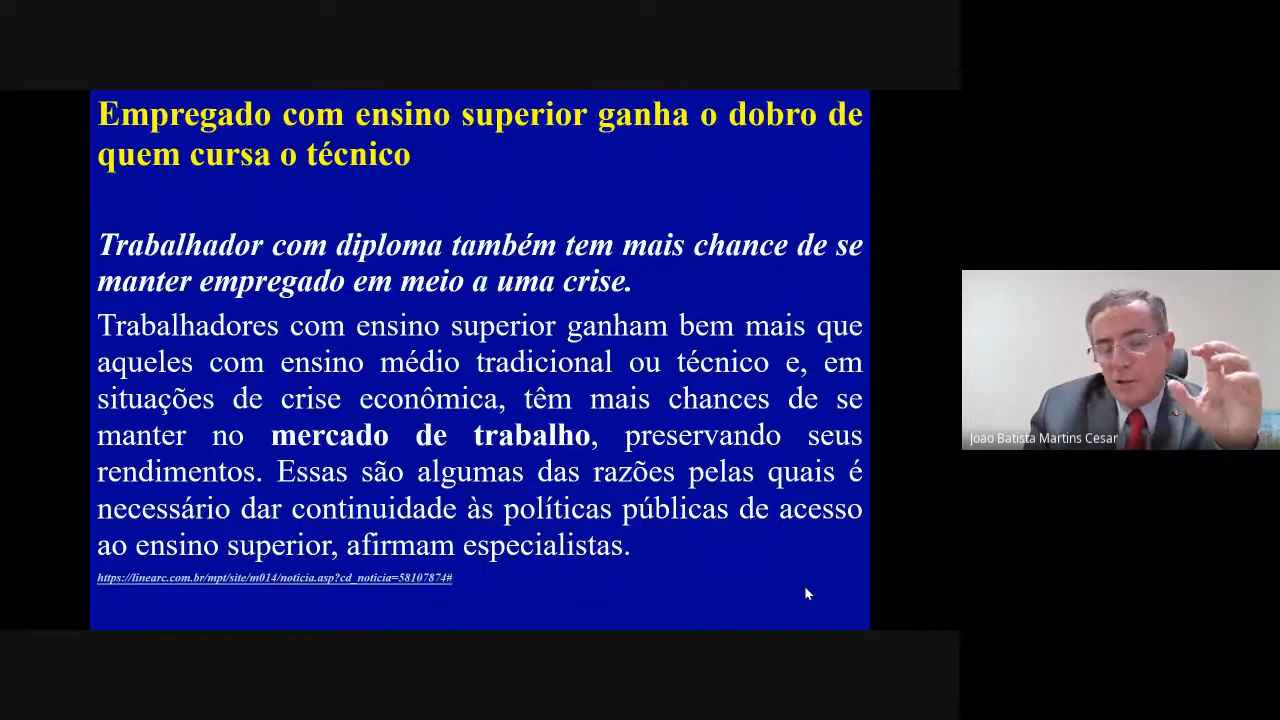 Empregado com ensino superior ganha o dobro de
quem cursa o técnico
Trabalhador com diploma também tem mais chance de se
manter empregado em meio a uma crise.
Trabalhadores com ensino superior ganham bem mais que
aqueles com ensino médio tradicional ou técnico e, em
situações de crise econômica, têm mais chances de se
manter no mercado de trabalho, preservando seus
rendimentos. Essas são algumas das razões pelas quais é
necessário dar continuidade às políticas públicas de acesso
ao ensino superior, afirmam especialistas.
https://linearc.com.br/mpt/site/m014/noticia.asp?cd_noticia=58107874#
Joao Batista Martins Cesar